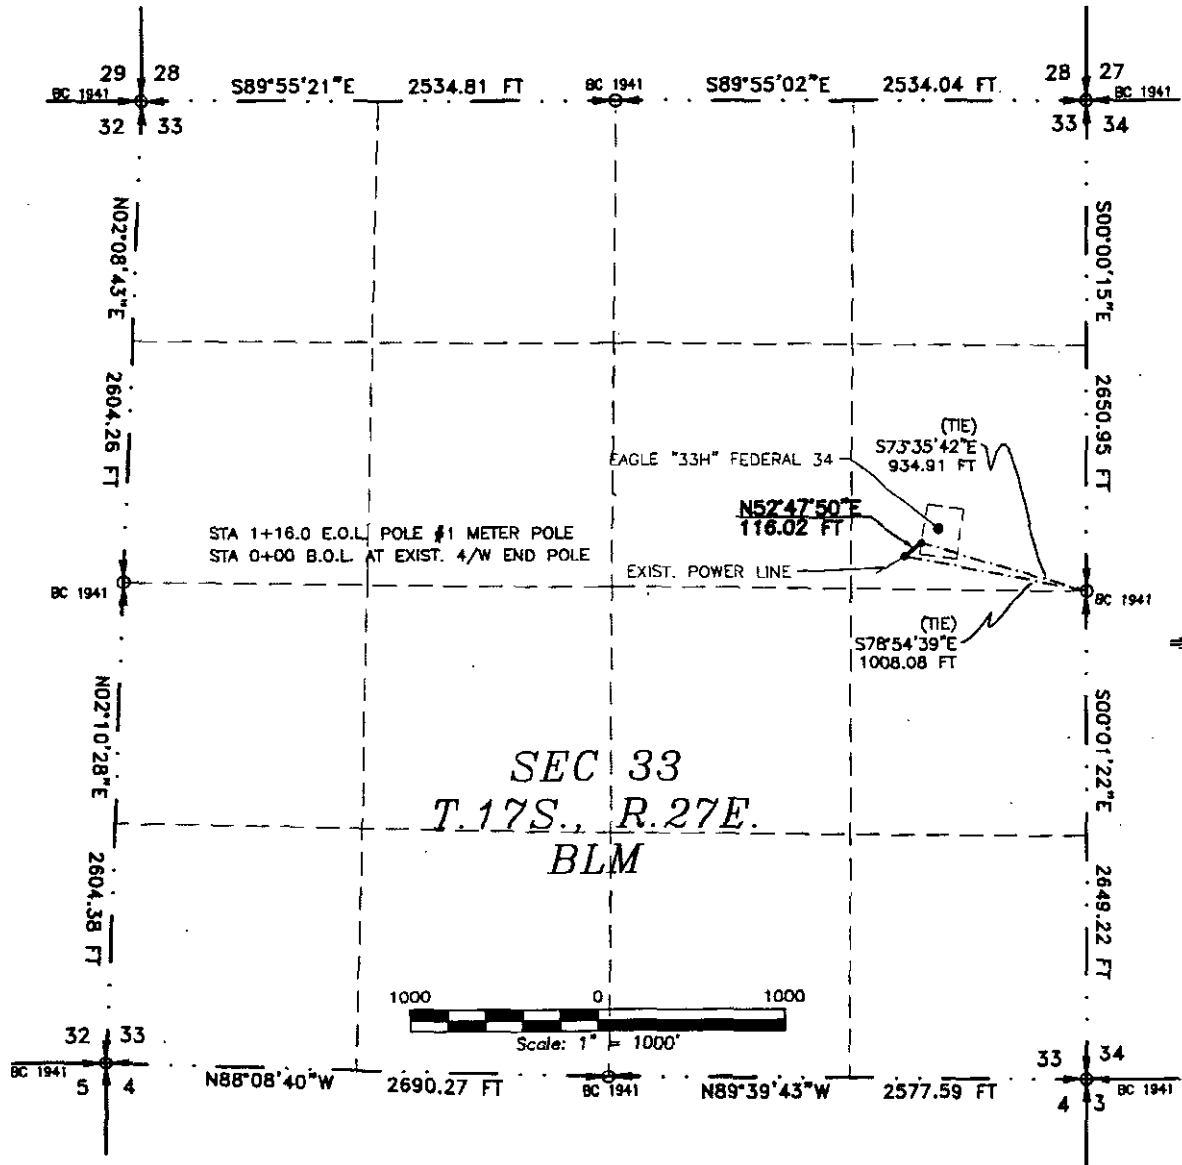 29 28
S89°55'21"E 2534.81 FT
BC 1941
S89°55'02"E 2534.04 FT
28 27
BC 1941
BC 1941
32 33
33 34
N02°08'43"E
2604.26 FT
S00°00'15"E
2650.95 FT
(TIE)
S73°35'42"E
934.91 FT
EAGLE "33H" FEDERAL 34
N52°47'50"E
116.02 FT
STA 1+16.0 E.O.L. POLE #1 METER POLE
STA 0+00 B.O.L. AT EXIST. 4/W END POLE
EXIST. POWER LINE
BC 1941
BC 1941
(TIE)
S78°54'39"E
1008.08 FT
N02°10'28"E
2604.38 FT
S00°01'22"E
2649.22 FT
SEC 33
T.17S., R.27E.
BLM
1000 0 1000
Scale: 1" = 1000'
32 33
BC 1941
5 4
N88°08'40"W 2690.27 FT
BC 1941
N89°39'43"W 2577.59 FT
33 34
4 3
BC 1941